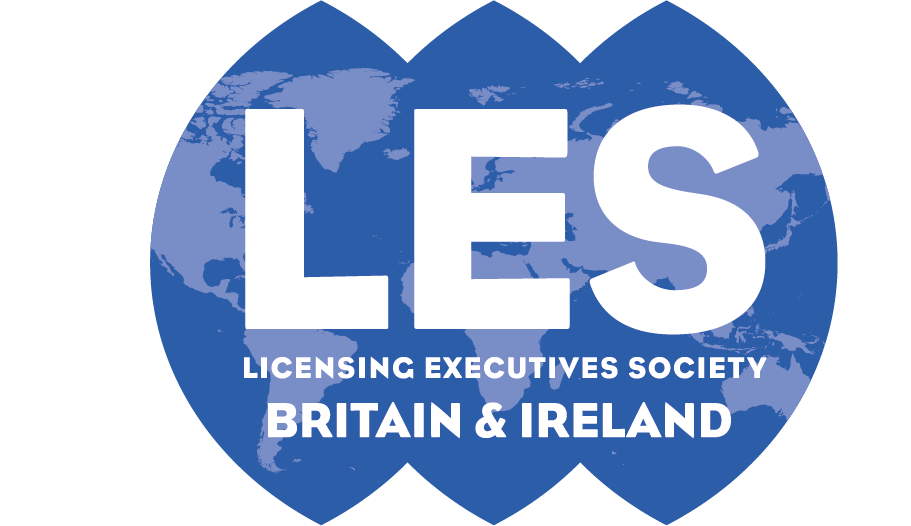 LES
LICENSING EXECUTIVES SOCIETY
BRITAIN & IRELAND